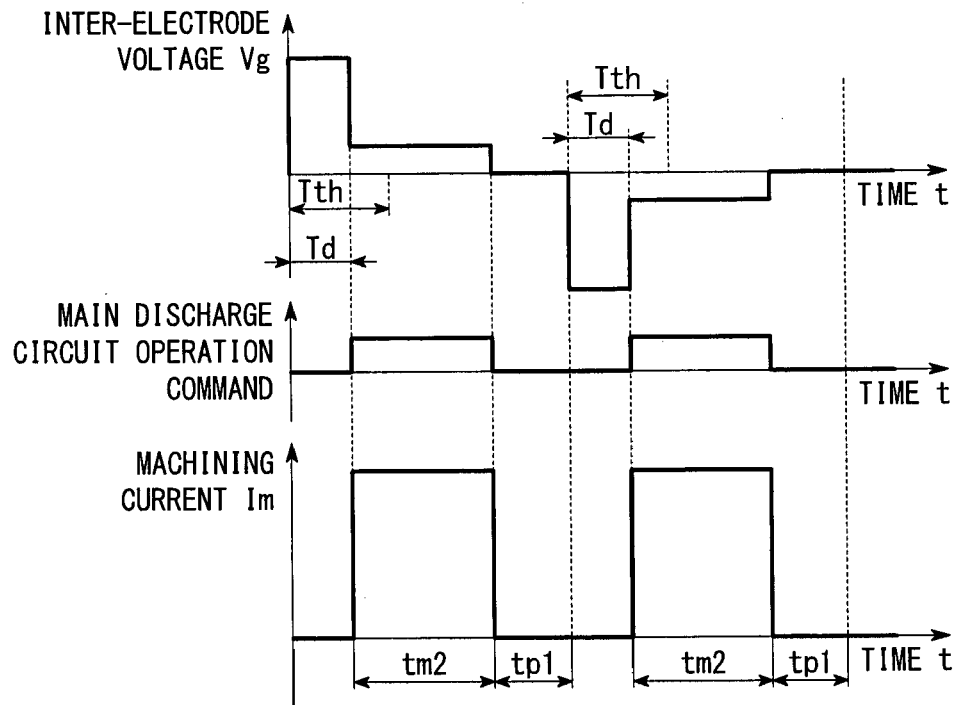 INTER-ELECTRODE
VOLTAGE Vg
Tth
Td
TIME t
Tth
Td
MAIN DISCHARGE
CIRCUIT OPERATION
COMMAND
TIME t
MACHINING
CURRENT Im
TIME t
tm2
tp1
tm2
tp1